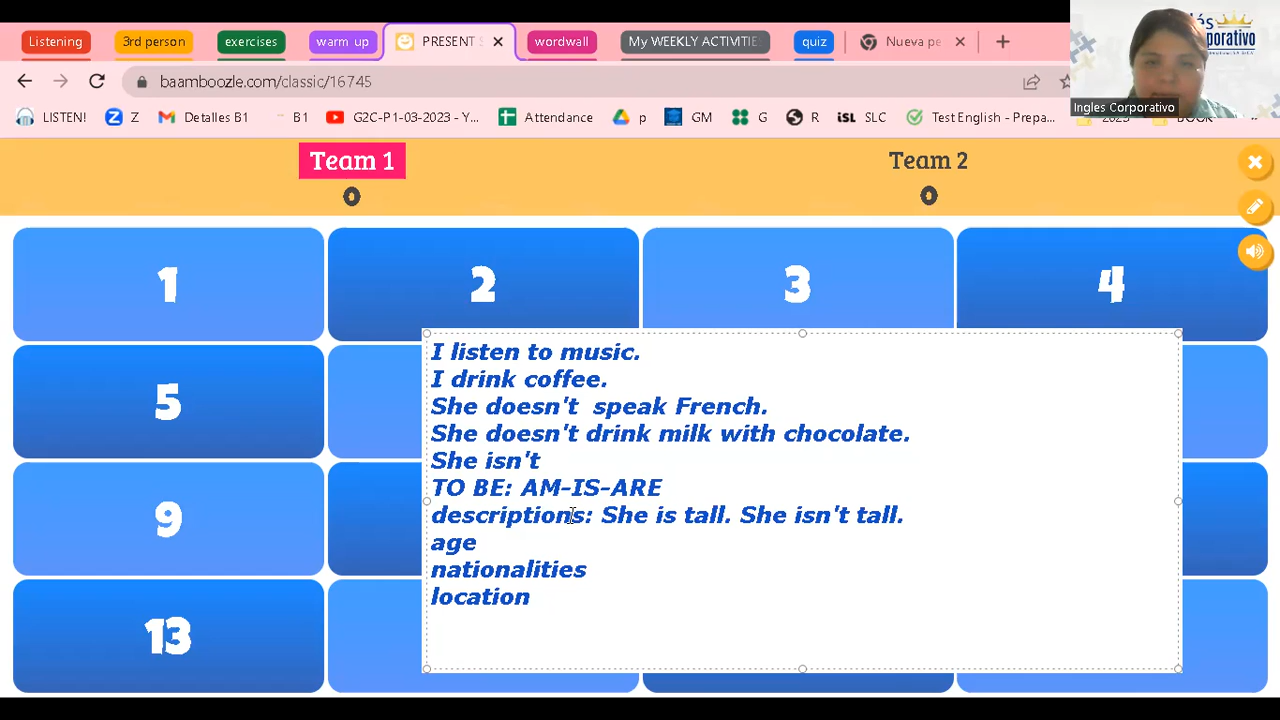 Listening
3rd person
exercises
warm up
PRESENT S
wordwall
My WEEKLY ACTIVITIE
quiz
Nueva pe
baamboozle.com/classic/16745
LISTEN!
Z
Detalles B1
B1
G2C-P1-03-2023 - Y...
Attendance
p
GM
G
R
iSL
SLC
Test English - Prepa...
Ingles Corporativo
Team 1
0
Team 2
0
1
2
3
4
5
9
13
I listen to music.
I drink coffee.
She doesn't speak French.
She doesn't drink milk with chocolate.
She isn't
TO BE: AM-IS-ARE
descriptions: She is tall. She isn't tall.
age
nationalities
location